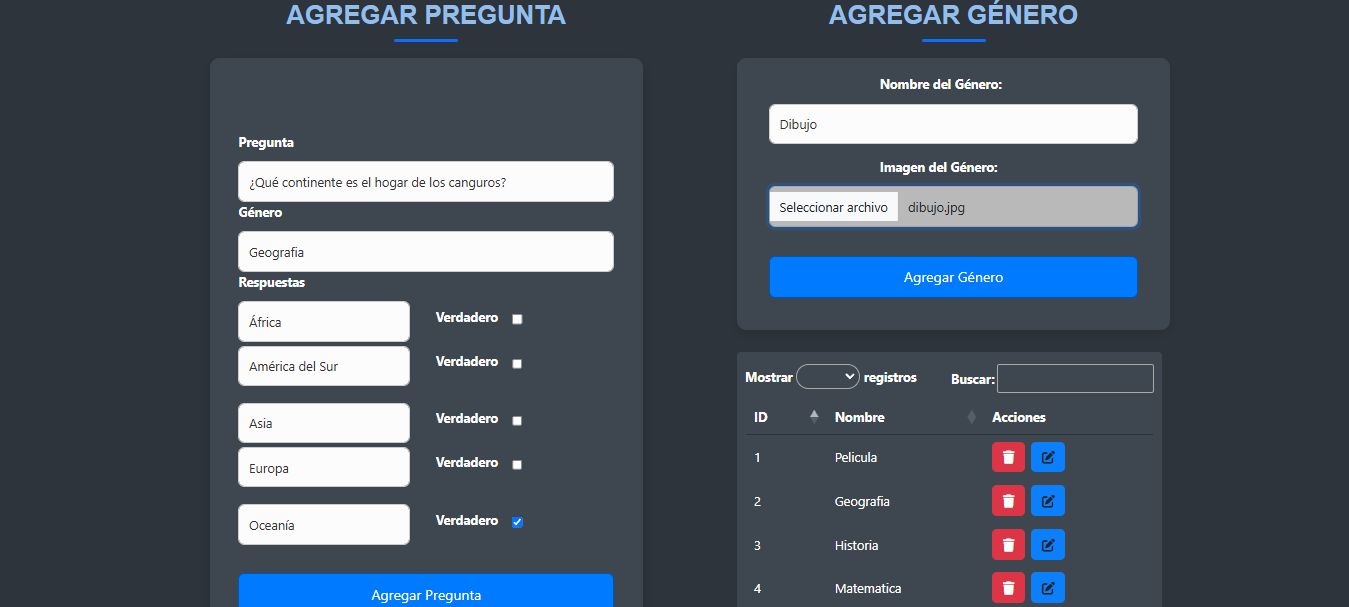 AGREGAR PREGUNTA
Pregunta
¿Qué continente es el hogar de los canguros?
Género
Geografia
Respuestas
África Verdadero
América del Sur Verdadero
Asia Verdadero
Europa Verdadero
Oceanía Verdadero
Agregar Pregunta
AGREGAR GÉNERO
Nombre del Género:
Dibujo
Imagen del Género:
Seleccionar archivo dibujo.jpg
Agregar Género
Mostrar registros Buscar:
ID Nombre Acciones
1 Pelicula
2 Geografia
3 Historia
4 Matematica